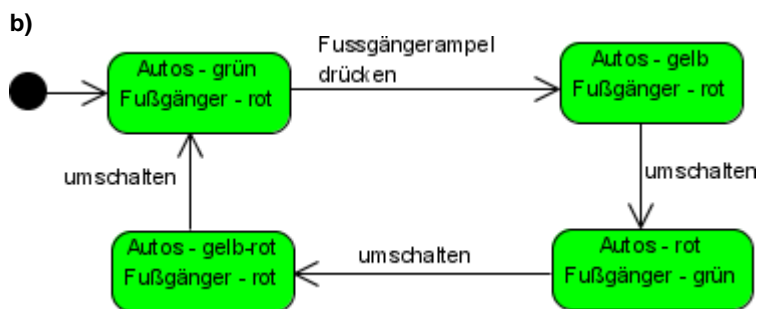 b)
Fussgängerampel
drücken
Autos - grün
Fußgänger - rot
Autos - gelb
Fußgänger - rot
umschalten
umschalten
Autos - gelb-rot
Fußgänger - rot
umschalten
Autos - rot
Fußgänger - grün